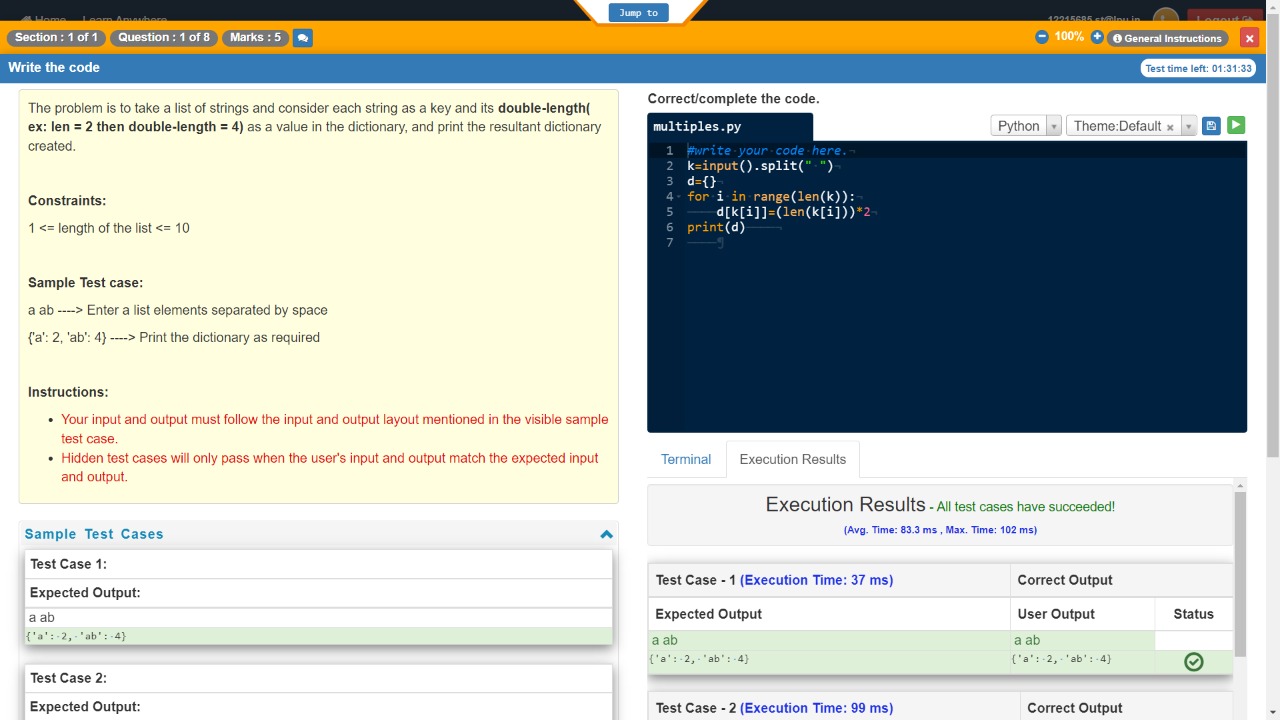 Home Learn Anywhere
Jump to
12215685.st@lpu.in
Logout
Section : 1 of 1
Question : 1 of 8
Marks : 5
100%
General Instructions
Write the code
Test time left: 01:31:33
The problem is to take a list of strings and consider each string as a key and its double-length(
ex: len = 2 then double-length = 4) as a value in the dictionary, and print the resultant dictionary
created.
Constraints:
1 <= length of the list <= 10
Sample Test case:
a ab ----> Enter a list elements separated by space
{'a': 2, 'ab': 4} ----> Print the dictionary as required
Instructions:
• Your input and output must follow the input and output layout mentioned in the visible sample
test case.
• Hidden test cases will only pass when the user's input and output match the expected input
and output.
Sample Test Cases
Test Case 1:
Expected Output:
a ab
{'a':·2,·'ab':·4}
Test Case 2:
Expected Output:
Correct/complete the code.
multiples.py
Python
Theme:Default ×
1 #write·your·code·here.¬
2 k=input().split("·")¬
3 d={}¬
4 for·i·in·range(len(k)):¬
5 d[k[i]]=(len(k[i]))*2¬
6 print(d)¬
7 ¶
Terminal
Execution Results
Execution Results - All test cases have succeeded!
(Avg. Time: 83.3 ms , Max. Time: 102 ms)
Test Case - 1 (Execution Time: 37 ms)
Correct Output
Expected Output
User Output
Status
a ab
a ab
{'a':·2,·'ab':·4}
{'a':·2,·'ab':·4}
Test Case - 2 (Execution Time: 99 ms)
Correct Output